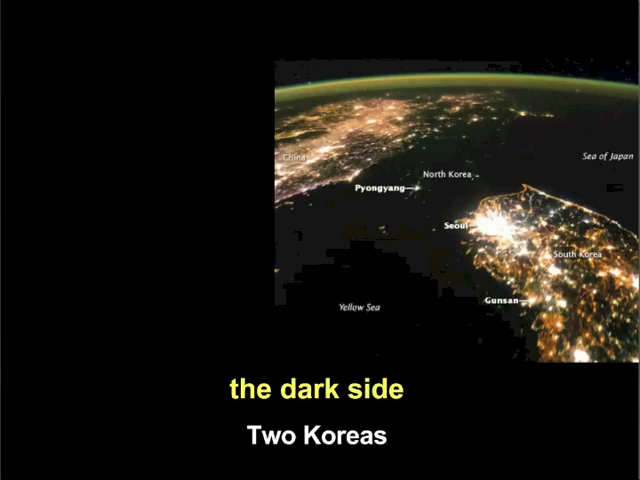 China
Sea of Japan
North Korea
Pyongyang
Seoul
South Korea
Gunsan
Yellow Sea
the dark side
Two Koreas